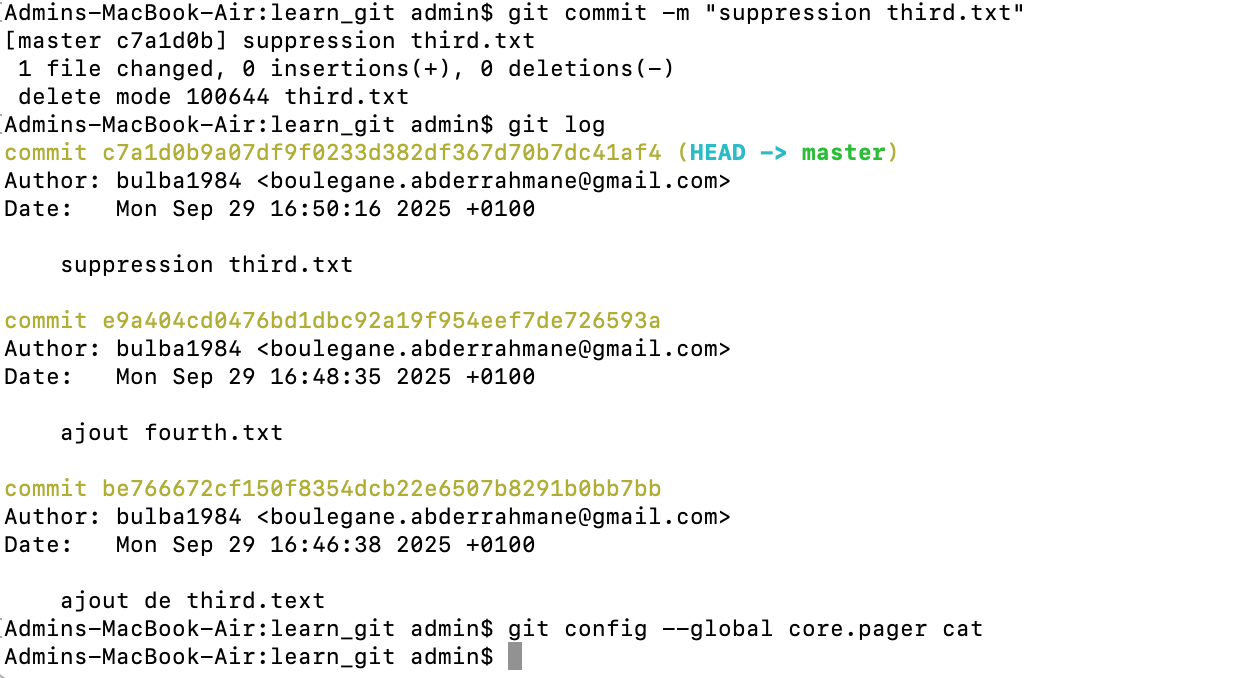 Admins-MacBook-Air:learn_git admin$ git commit -m "suppression third.txt"
[master c7a1d0b] suppression third.txt
 1 file changed, 0 insertions(+), 0 deletions(-)
 delete mode 100644 third.txt
Admins-MacBook-Air:learn_git admin$ git log
commit c7a1d0b9a07df9f0233d382df367d70b7dc41af4 (HEAD -> master)
Author: bulba1984 <boulegane.abderrahmane@gmail.com>
Date:   Mon Sep 29 16:50:16 2025 +0100

    suppression third.txt

commit e9a404cd0476bd1dbc92a19f954eef7de726593a
Author: bulba1984 <boulegane.abderrahmane@gmail.com>
Date:   Mon Sep 29 16:48:35 2025 +0100

    ajout fourth.txt

commit be766672cf150f8354dcb22e6507b8291b0bb7bb
Author: bulba1984 <boulegane.abderrahmane@gmail.com>
Date:   Mon Sep 29 16:46:38 2025 +0100

    ajout de third.text
Admins-MacBook-Air:learn_git admin$ git config --global core.pager cat
Admins-MacBook-Air:learn_git admin$